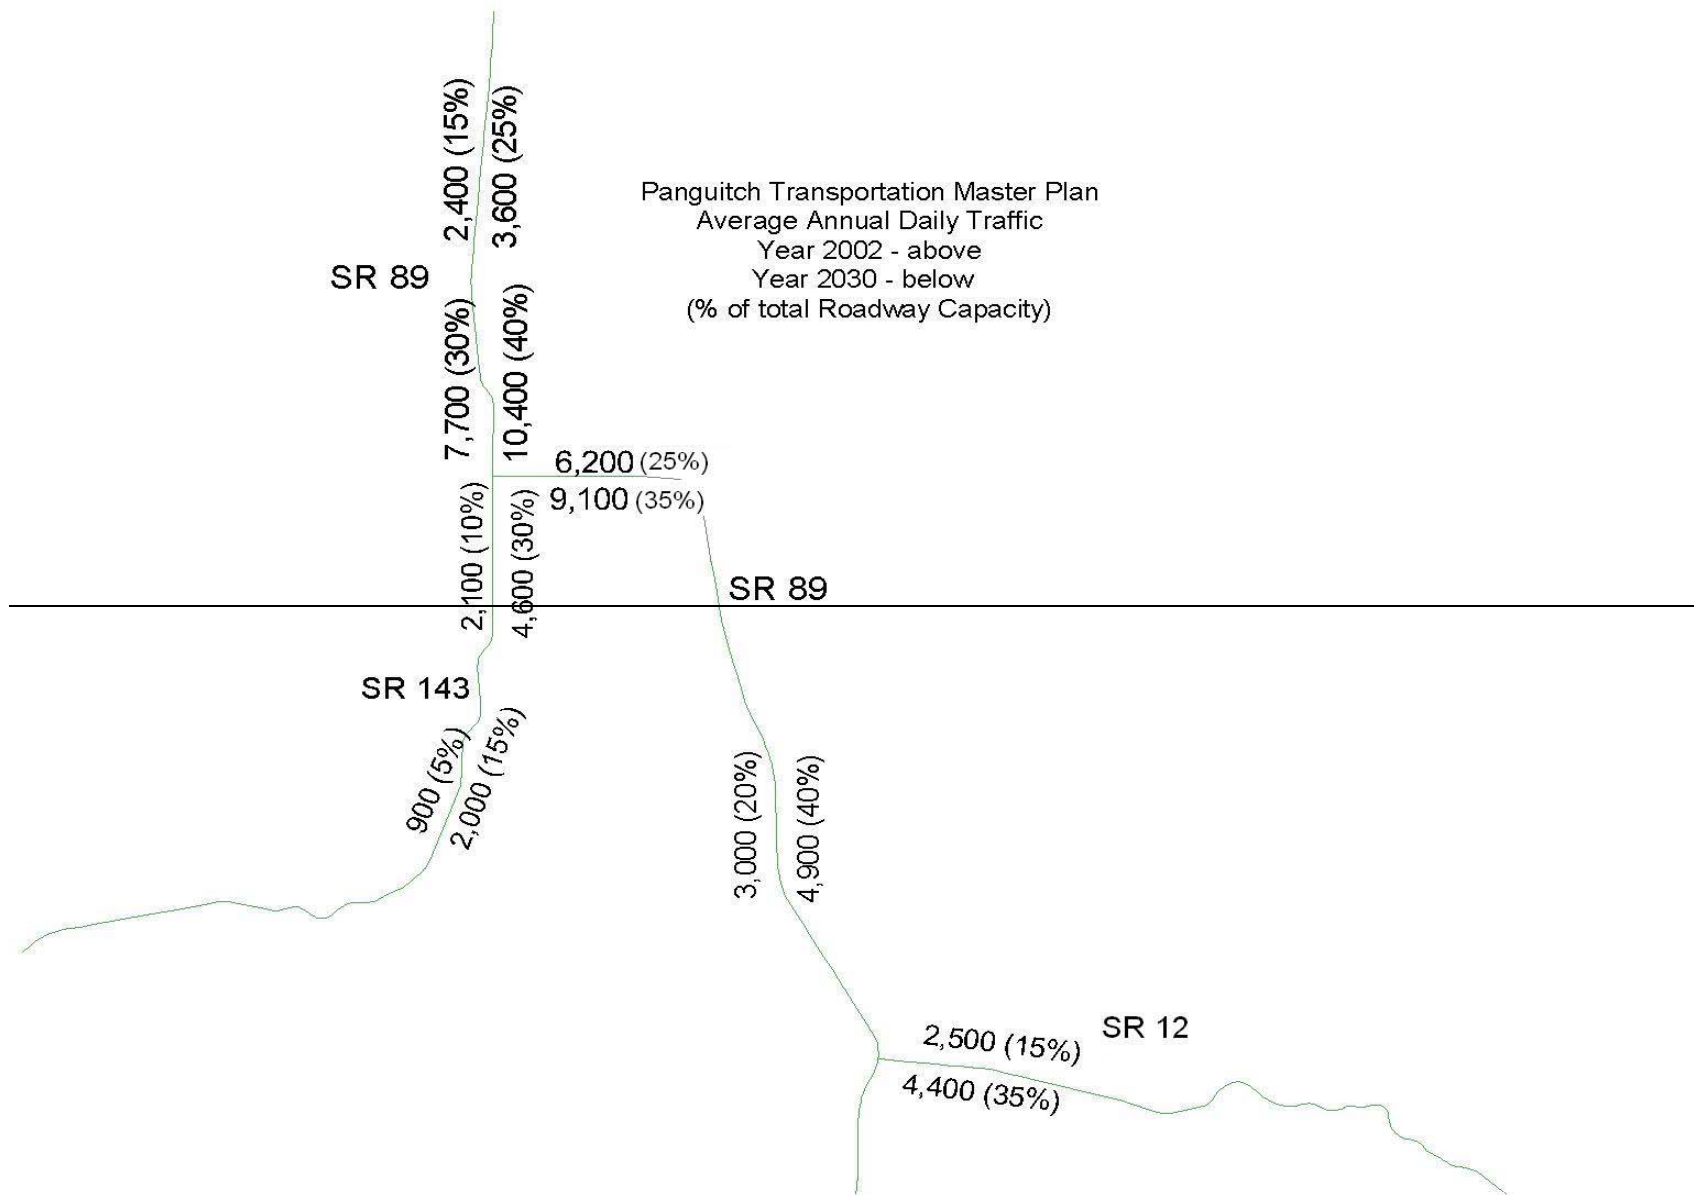 2,400 (15%)
3,600 (25%)
Panguitch Transportation Master Plan
Average Annual Daily Traffic
Year 2002 - above
Year 2030 - below
(% of total Roadway Capacity)
SR 89
7,700 (30%)
10,400 (40%)
6,200 (25%)
9,100 (35%)
2,100 (10%)
4,600 (30%)
SR 89
SR 143
900 (5%)
2,000 (15%)
3,000 (20%)
4,900 (40%)
2,500 (15%)
SR 12
4,400 (35%)